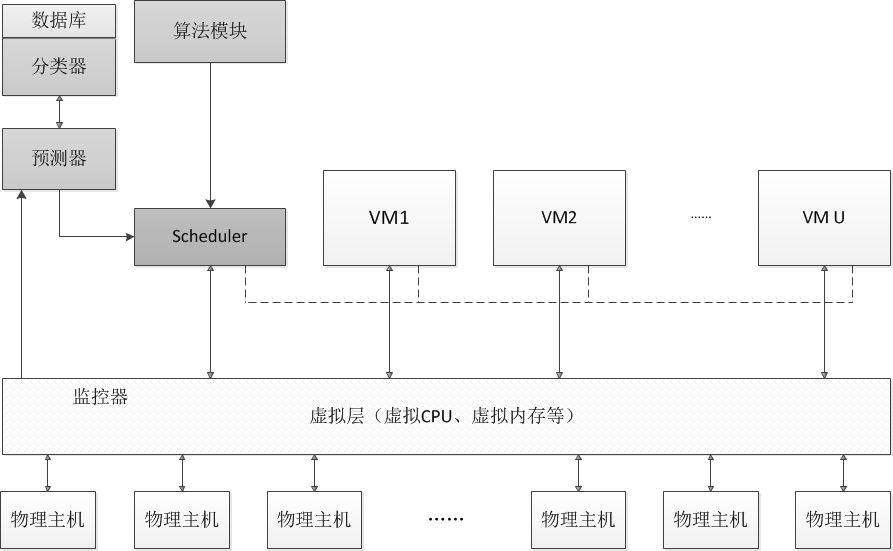 数据库
算法模块
分类器
预测器
Scheduler
VM1
VM2
……
VM U
监控器
虚拟层（虚拟CPU、虚拟内存等）
物理主机
物理主机
物理主机
……
物理主机
物理主机
物理主机